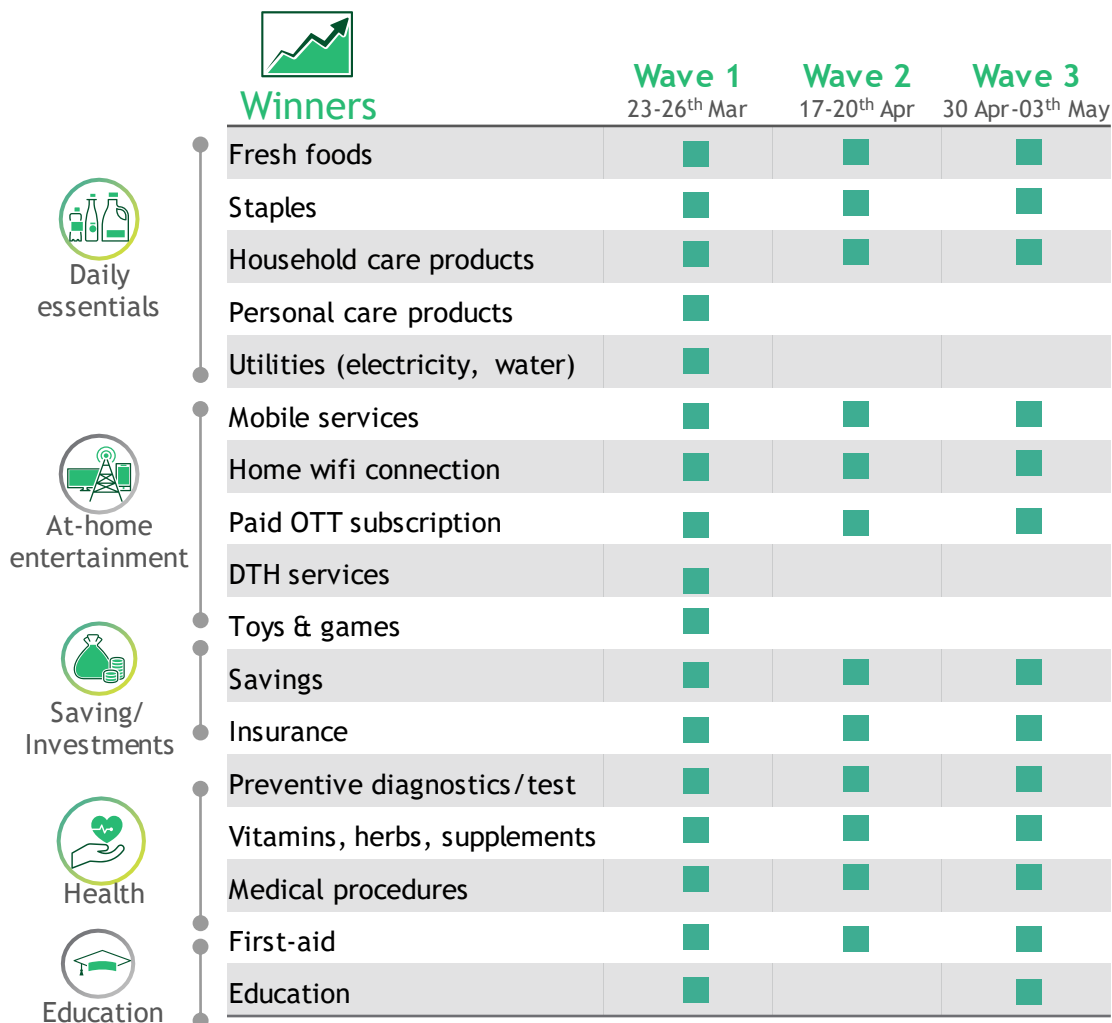 Winners
Wave 1
Wave 2
Wave 3
23-26th Mar
17-20th Apr
30 Apr-03th May
Daily
essentials
Fresh foods
Staples
Household care products
Personal care products
Utilities (electricity, water)
At-home
entertainment
Mobile services
Home wifi connection
Paid OTT subscription
DTH services
Toys & games
Saving/
Investments
Savings
Insurance
Health
Preventive diagnostics/test
Vitamins, herbs, supplements
Medical procedures
First-aid
Education
Education